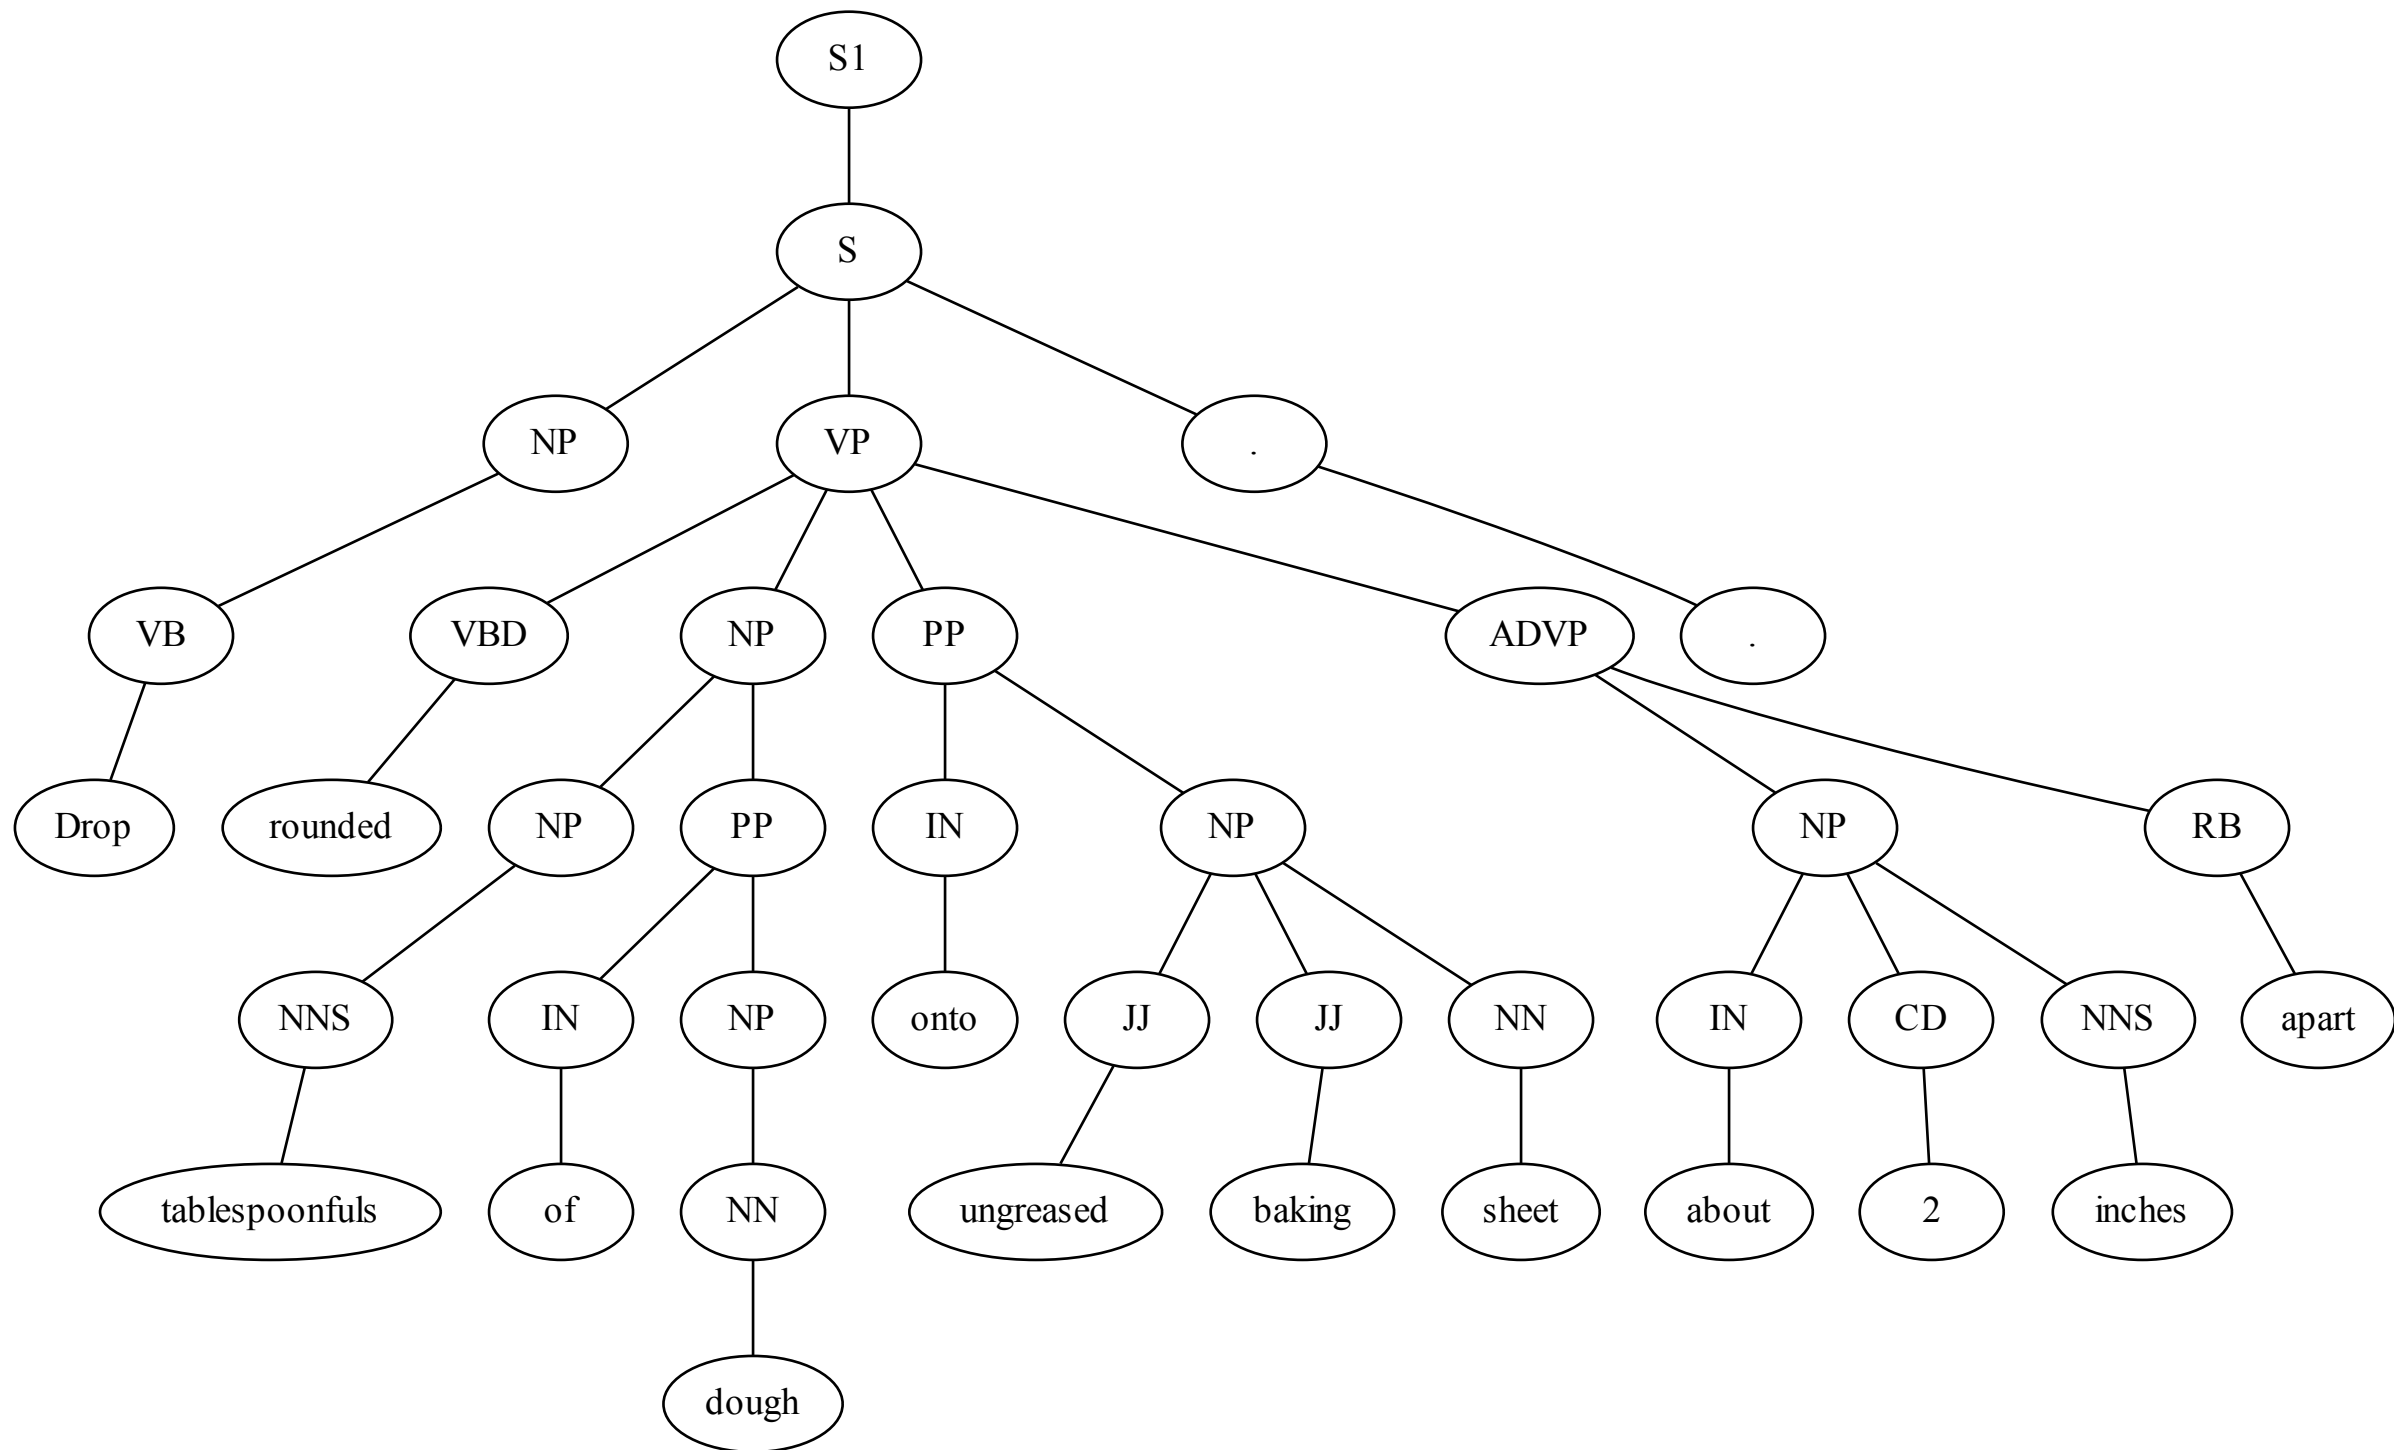 S1
S
NP VP .
VB VBD NP PP ADVP .
Drop rounded NP PP IN NP NP RB
NNS IN NP onto JJ JJ NN IN CD NNS apart
tablespoonfuls of NN ungreased baking sheet about 2 inches
dough